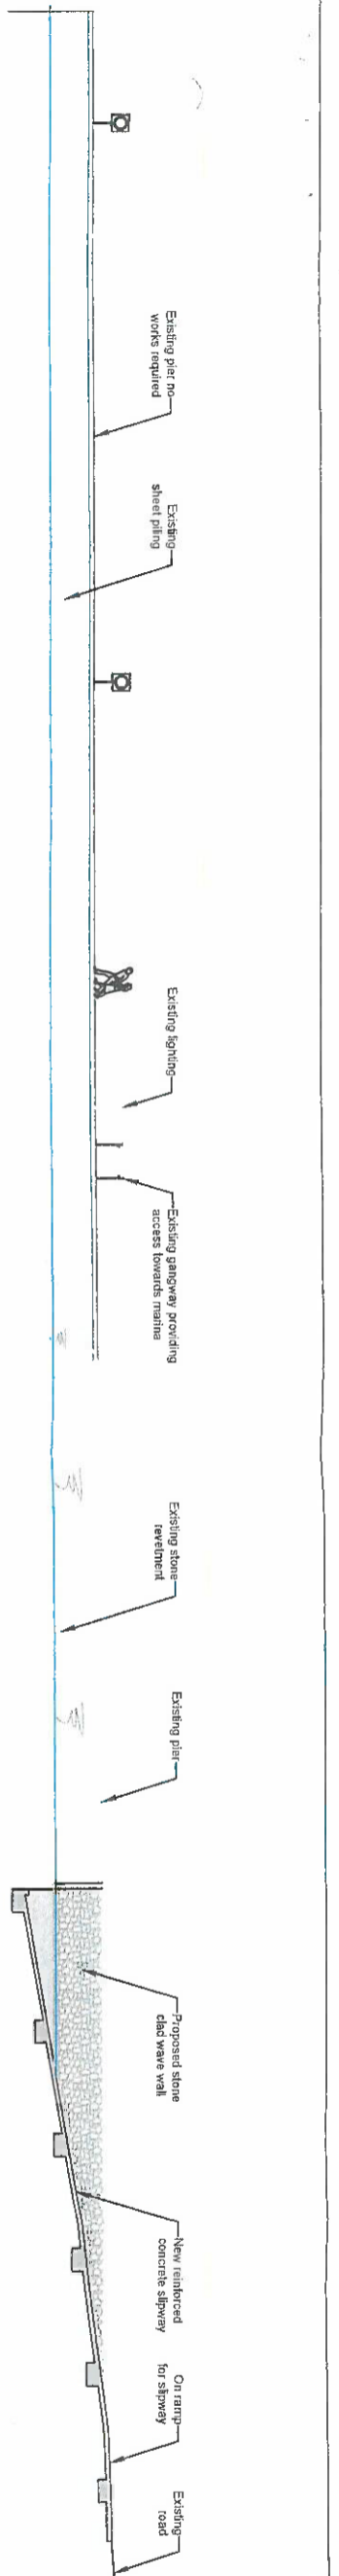 Existing pier no
works required
Existing
sheet piling
Existing lighting
Existing gangway providing
access towards marina
Existing stone
revetment
Existing pier
Proposed stone
clad wave wall
New reinforced
concrete slipway
On ramp
for slipway
Existing
road